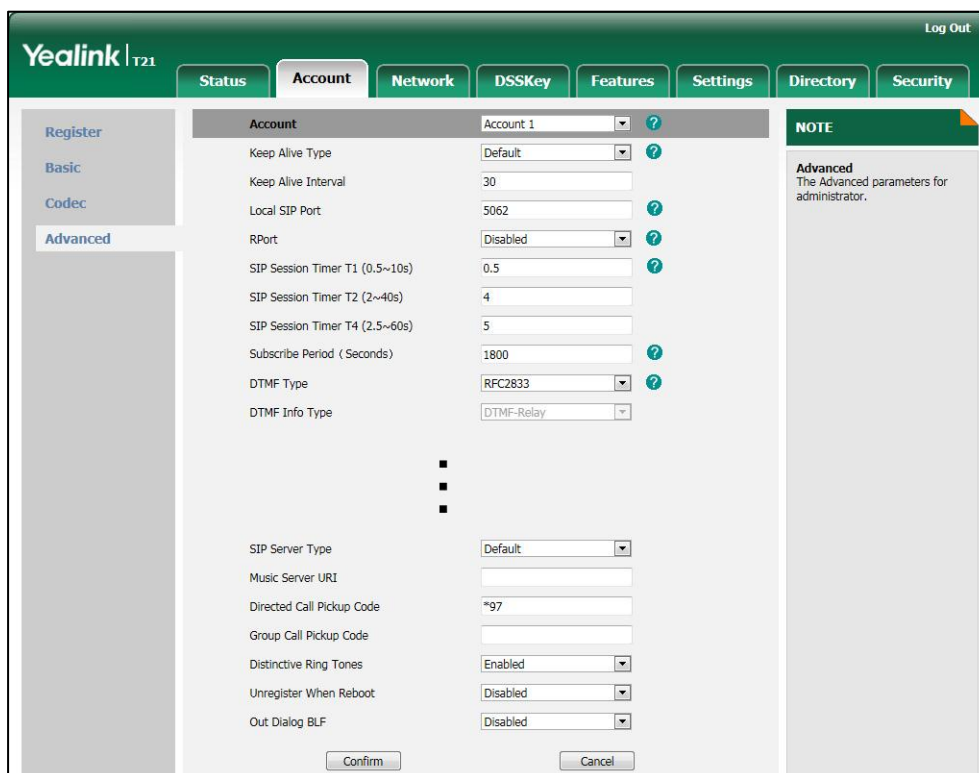 Log Out
Yealink | T21
Status Account Network DSSKey Features Settings Directory Security
Register
Basic
Codec
Advanced
Account Account 1 ?
Keep Alive Type Default ?
Keep Alive Interval 30
Local SIP Port 5062 ?
RPort Disabled ?
SIP Session Timer T1 (0.5~10s) 0.5 ?
SIP Session Timer T2 (2~40s) 4
SIP Session Timer T4 (2.5~60s) 5
Subscribe Period (Seconds) 1800 ?
DTMF Type RFC2833 ?
DTMF Info Type DTMF-Relay
SIP Server Type Default
Music Server URI
Directed Call Pickup Code *97
Group Call Pickup Code
Distinctive Ring Tones Enabled
Unregister When Reboot Disabled
Out Dialog BLF Disabled
Confirm Cancel
NOTE
Advanced
The Advanced parameters for
administrator.